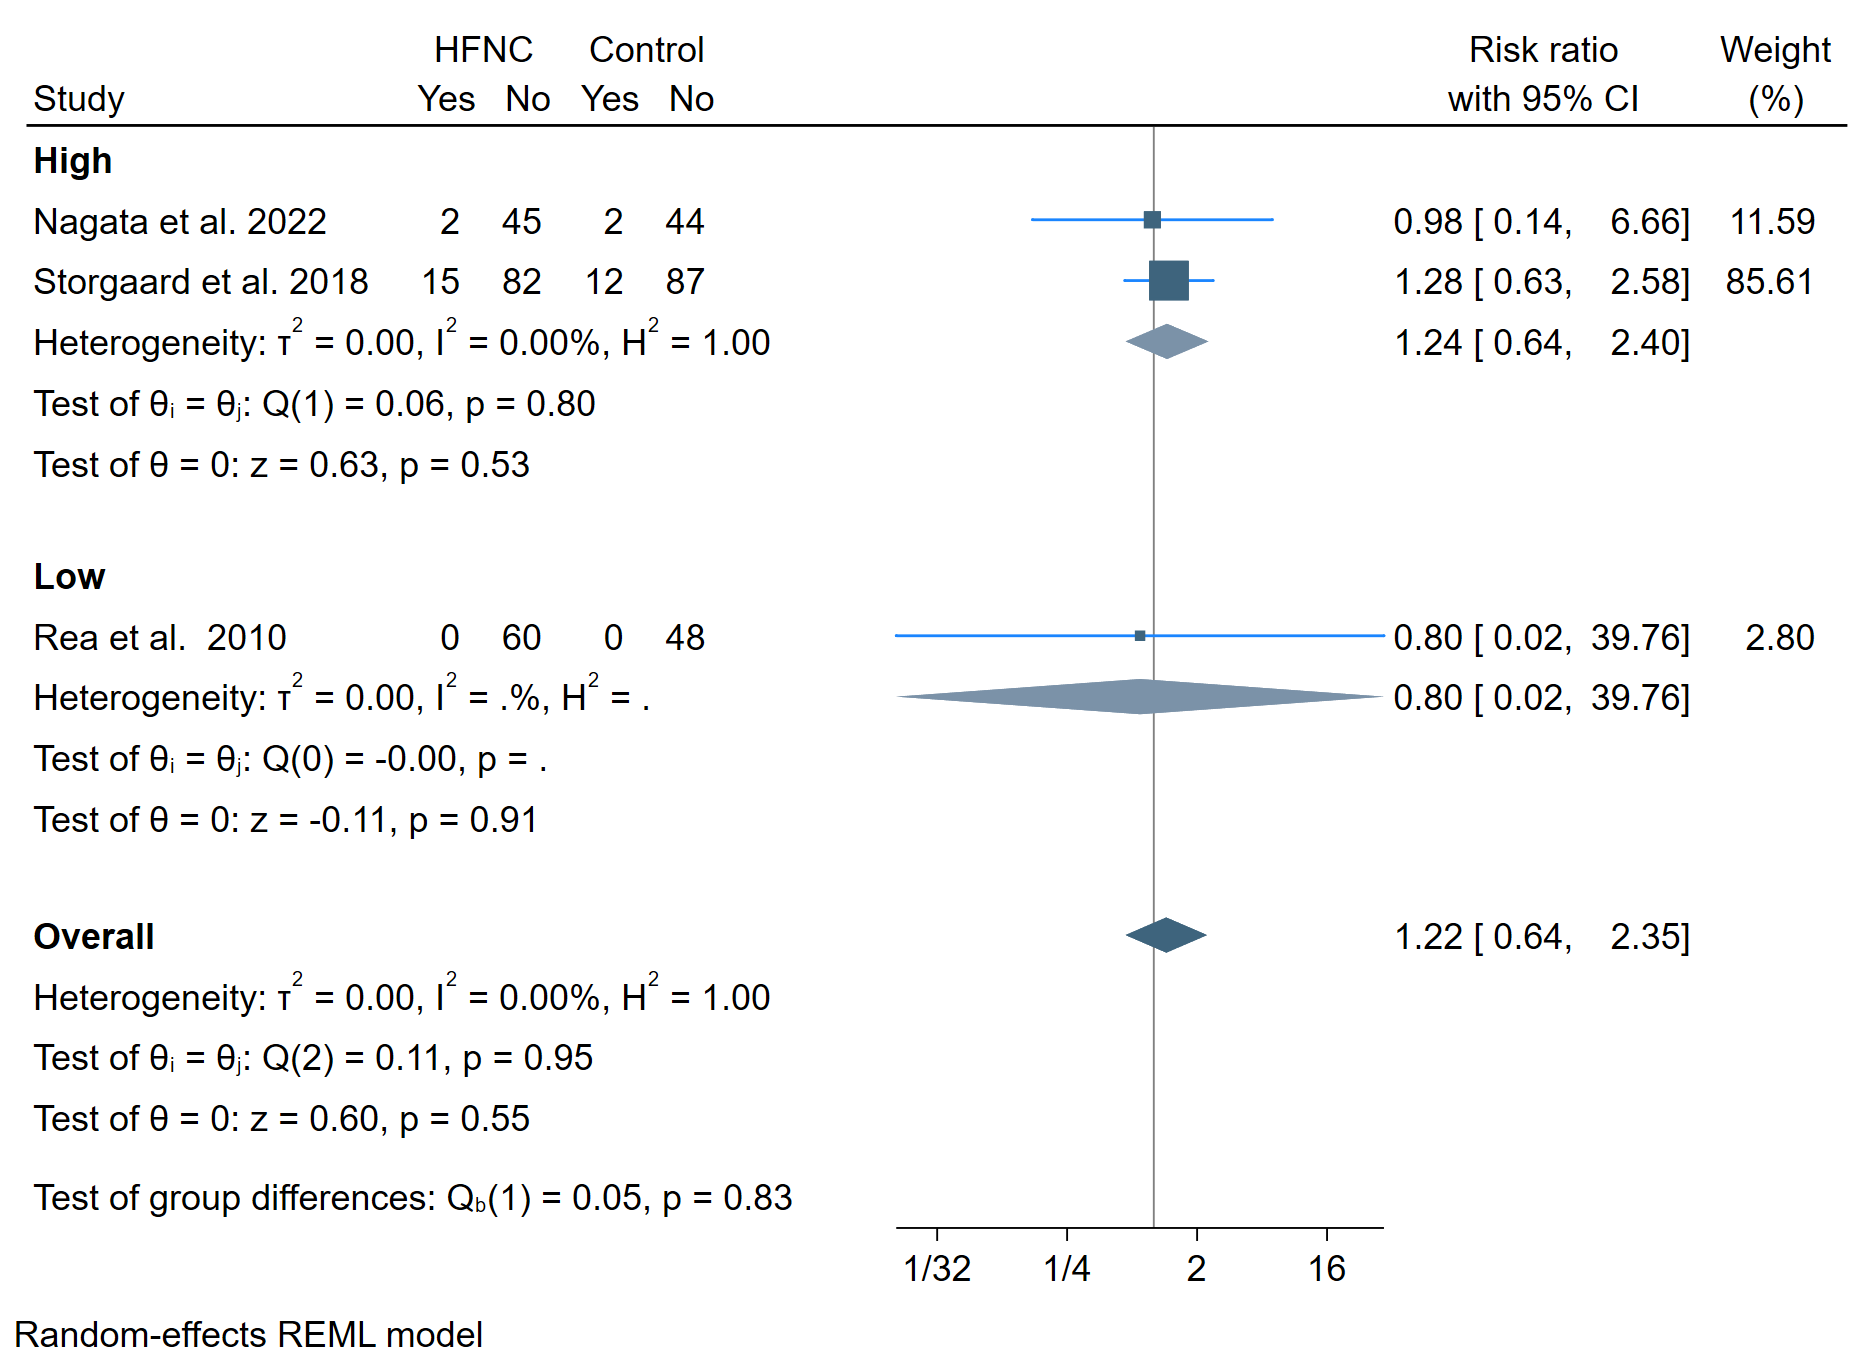 HFNC Control Risk ratio Weight
Study Yes No Yes No with 95% CI (%)
High
Nagata et al. 2022 2 45 2 44 0.98 [ 0.14, 6.66] 11.59
Storgaard et al. 2018 15 82 12 87 1.28 [ 0.63, 2.58] 85.61
Heterogeneity: τ² = 0.00, I² = 0.00%, H² = 1.00 1.24 [ 0.64, 2.40]
Test of θᵢ = θⱼ: Q(1) = 0.06, p = 0.80
Test of θ = 0: z = 0.63, p = 0.53
Low
Rea et al. 2010 0 60 0 48 0.80 [ 0.02, 39.76] 2.80
Heterogeneity: τ² = 0.00, I² = .%, H² = . 0.80 [ 0.02, 39.76]
Test of θᵢ = θⱼ: Q(0) = -0.00, p = .
Test of θ = 0: z = -0.11, p = 0.91
Overall 1.22 [ 0.64, 2.35]
Heterogeneity: τ² = 0.00, I² = 0.00%, H² = 1.00
Test of θᵢ = θⱼ: Q(2) = 0.11, p = 0.95
Test of θ = 0: z = 0.60, p = 0.55
Test of group differences: Q_b(1) = 0.05, p = 0.83
1/32 1/4 2 16
Random-effects REML model